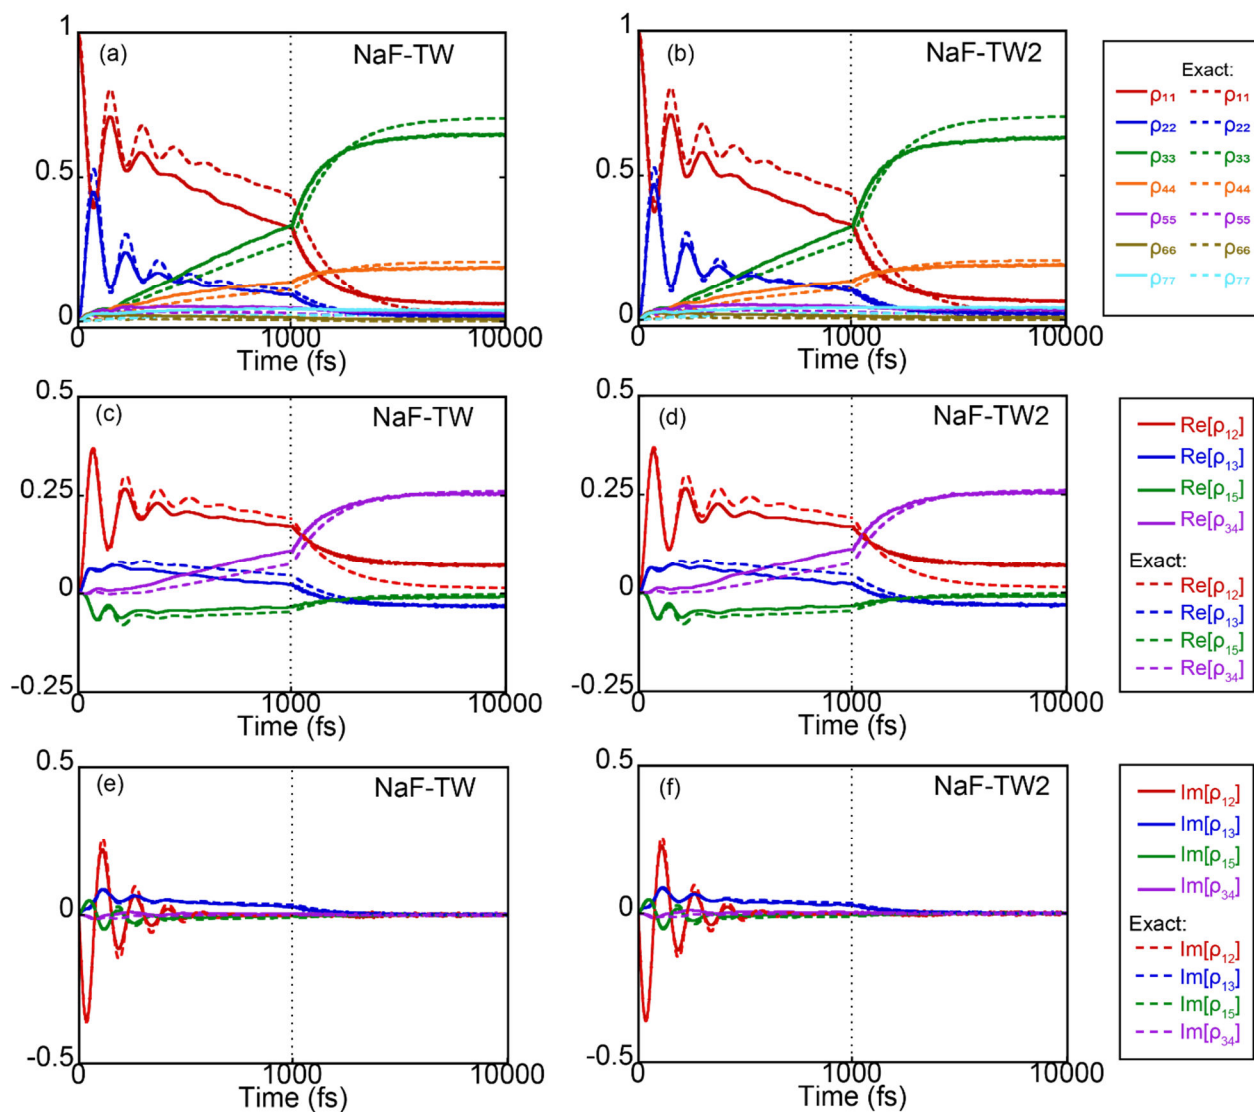 (a) NaF-TW
1
0.5
0
0 1000 10000
Time (fs)
(b) NaF-TW2
1
0.5
0
0 1000 10000
Time (fs)
Exact:
ρ₁₁ ρ₁₁
ρ₂₂ ρ₂₂
ρ₃₃ ρ₃₃
ρ₄₄ ρ₄₄
ρ₅₅ ρ₅₅
ρ₆₆ ρ₆₆
ρ₇₇ ρ₇₇
(c) NaF-TW
0.5
0.25
0
-0.25
0 1000 10000
Time (fs)
(d) NaF-TW2
0.5
0.25
0
-0.25
0 1000 10000
Time (fs)
Re[ρ₁₂]
Re[ρ₁₃]
Re[ρ₁₅]
Re[ρ₃₄]
Exact:
Re[ρ₁₂]
Re[ρ₁₃]
Re[ρ₁₅]
Re[ρ₃₄]
(e) NaF-TW
0.5
0
-0.5
0 1000 10000
Time (fs)
(f) NaF-TW2
0.5
0
-0.5
0 1000 10000
Time (fs)
Im[ρ₁₂]
Im[ρ₁₃]
Im[ρ₁₅]
Im[ρ₃₄]
Exact:
Im[ρ₁₂]
Im[ρ₁₃]
Im[ρ₁₅]
Im[ρ₃₄]